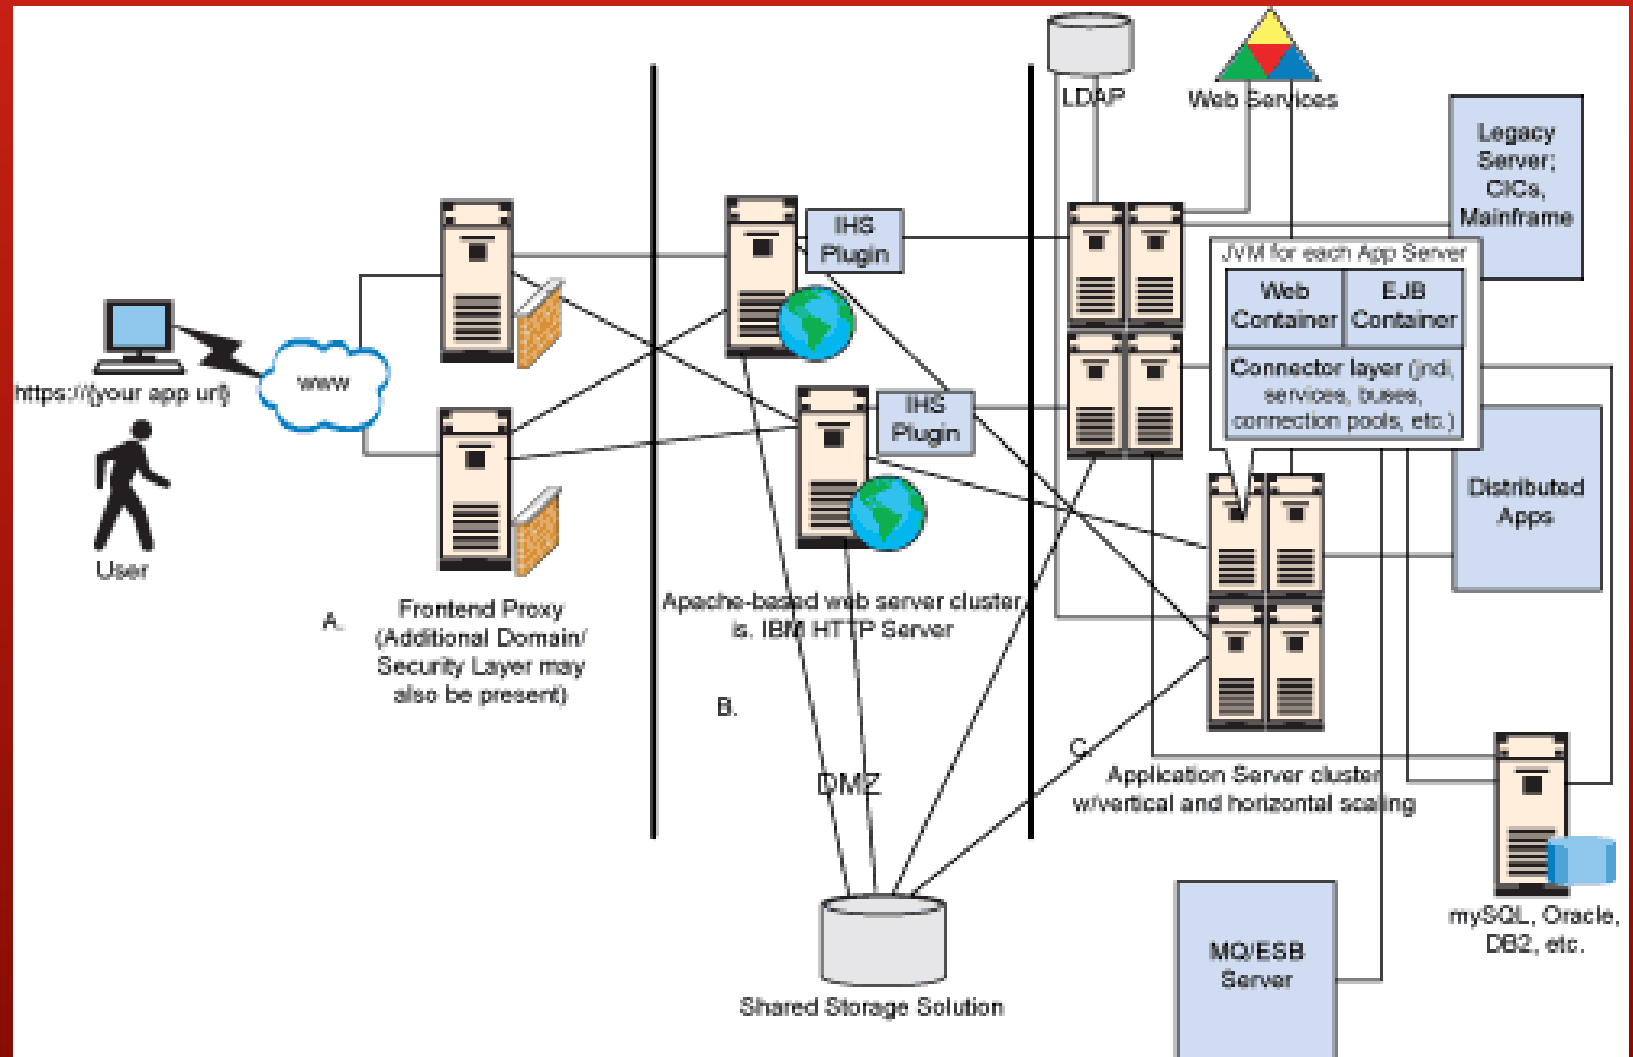 LDAP
Web Services
Legacy
Server;
CICs,
Mainframe
IHS
Plugin
JVM for each App Server
Web
Container
EJB
Container
Connector layer (jndi,
services, buses,
connection pools, etc.)
https://{your app url}
www
IHS
Plugin
Distributed
Apps
User
A.
Frontend Proxy
(Additional Domain/
Security Layer may
also be present)
Apache-based web server cluster
is. IBM HTTP Server
B.
DMZ
C.
Application Server cluster
w/vertical and horizontal scaling
mySQL, Oracle,
DB2, etc.
MQ/ESB
Server
Shared Storage Solution